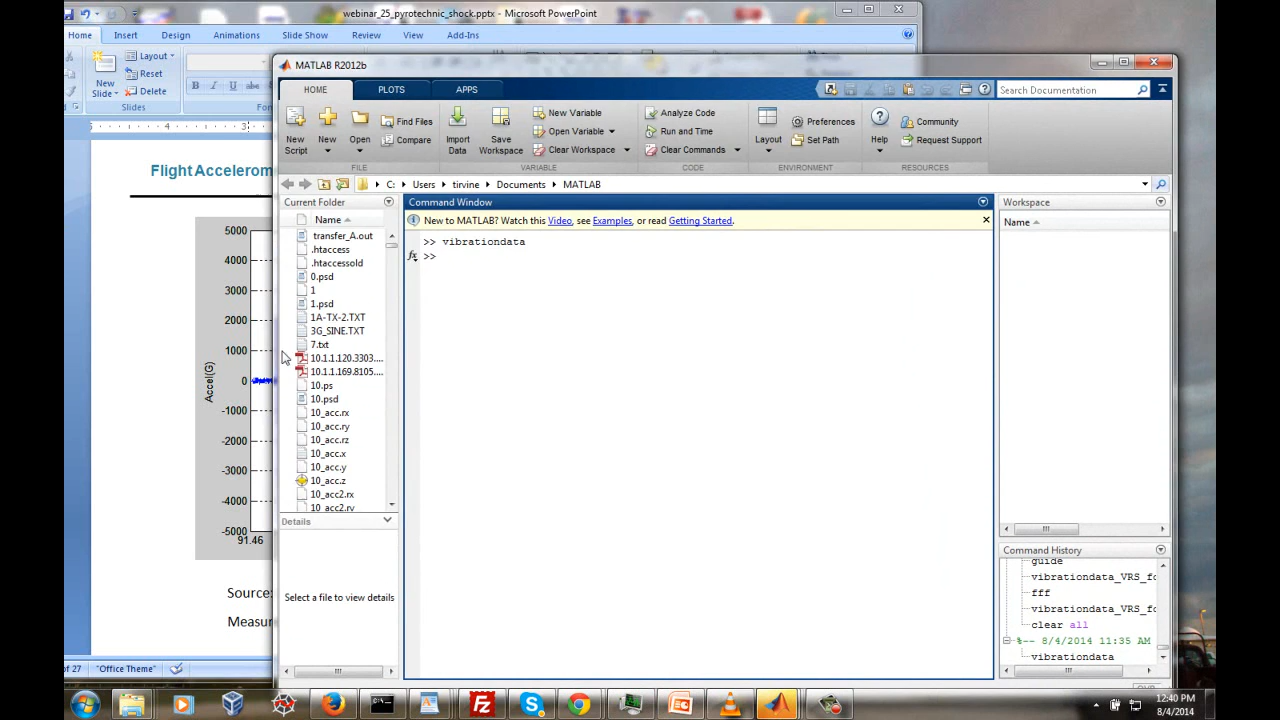 webinar_25_pyrotechnic_shock.pptx - Microsoft PowerPoint
Home Insert Design Animations Slide Show Review View Add-Ins
New
Slide
Layout
Reset
Delete
Slides
B I U abe
For
4 3
Flight Accelerom
5000
4000
3000
2000
1000
0
-1000
-2000
-3000
-4000
-5000
91.46
Accel(G)
Source:
Measur
of 27 "Office Theme"
MATLAB R2012b
HOME PLOTS APPS
Search Documentation
New
Script
New
Open
Find Files
Compare
Import
Data
Save
Workspace
New Variable
Open Variable
Clear Workspace
Analyze Code
Run and Time
Clear Commands
Layout
Preferences
Set Path
Help
Community
Request Support
FILE VARIABLE CODE ENVIRONMENT RESOURCES
C: Users tirvine Documents MATLAB
Current Folder
Name
transfer_A.out
.htaccess
.htaccessold
0.psd
1
1.psd
1A-TX-2.TXT
3G_SINE.TXT
7.txt
10.1.1.120.3303....
10.1.1.169.8105....
10.ps
10.psd
10_acc.rx
10_acc.ry
10_acc.rz
10_acc.x
10_acc.y
10_acc.z
10_acc2.rx
10_acc2.ry
Details
Select a file to view details
Command Window
New to MATLAB? Watch this Video, see Examples, or read Getting Started.
>> vibrationdata
fx >>
Workspace
Name
Command History
guide
vibrationdata_VRS_fo
fff
vibrationdata_VRS_fo
clear all
%-- 8/4/2014 11:35 AM
vibrationdata
12:40 PM
8/4/2014